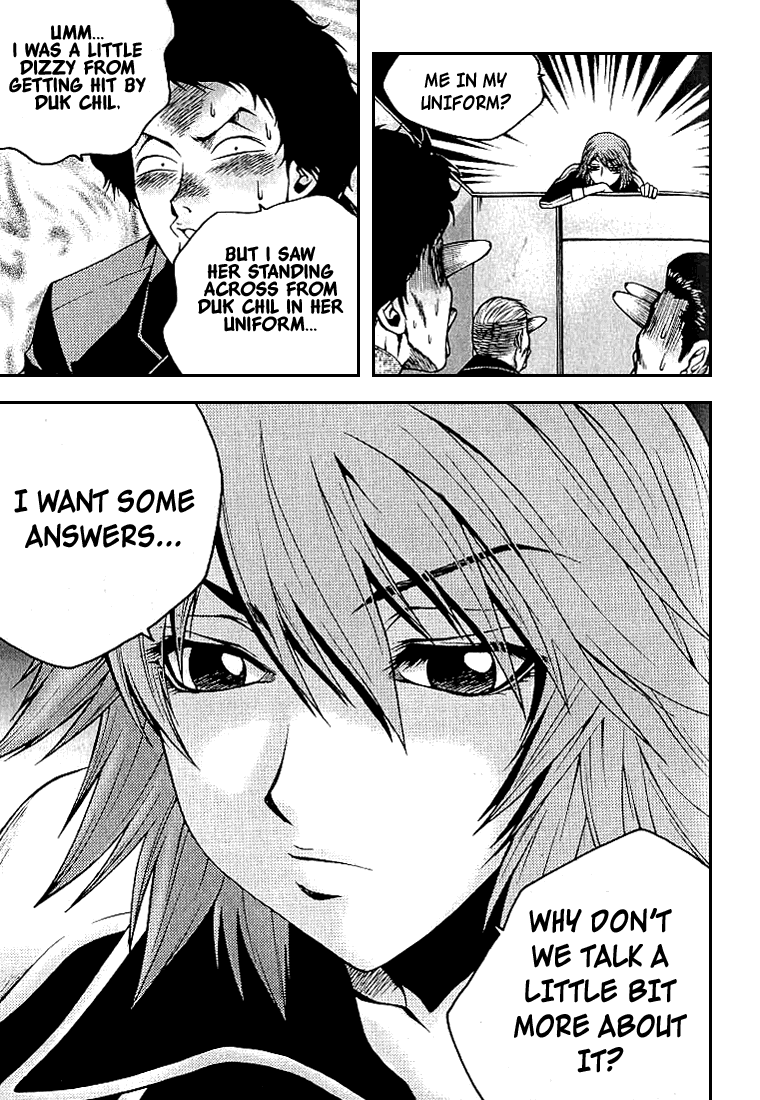 UMM...
I WAS A LITTLE
DIZZY FROM
GETTING HIT BY
DUK CHIL.
BUT I SAW
HER STANDING
ACROSS FROM
DUK CHIL IN HER
UNIFORM...
ME IN MY
UNIFORM?
I WANT SOME
ANSWERS...
WHY DON'T
WE TALK A
LITTLE BIT
MORE ABOUT
IT?